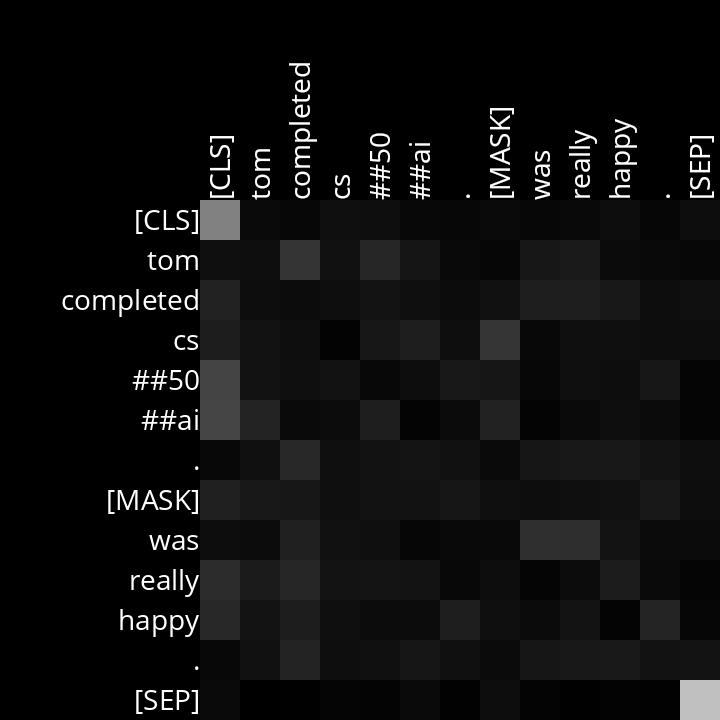 [CLS] tom completed cs ##50 ##ai . [MASK] was really happy . [SEP]
[CLS]
tom
completed
cs
##50
##ai
.
[MASK]
was
really
happy
.
[SEP]